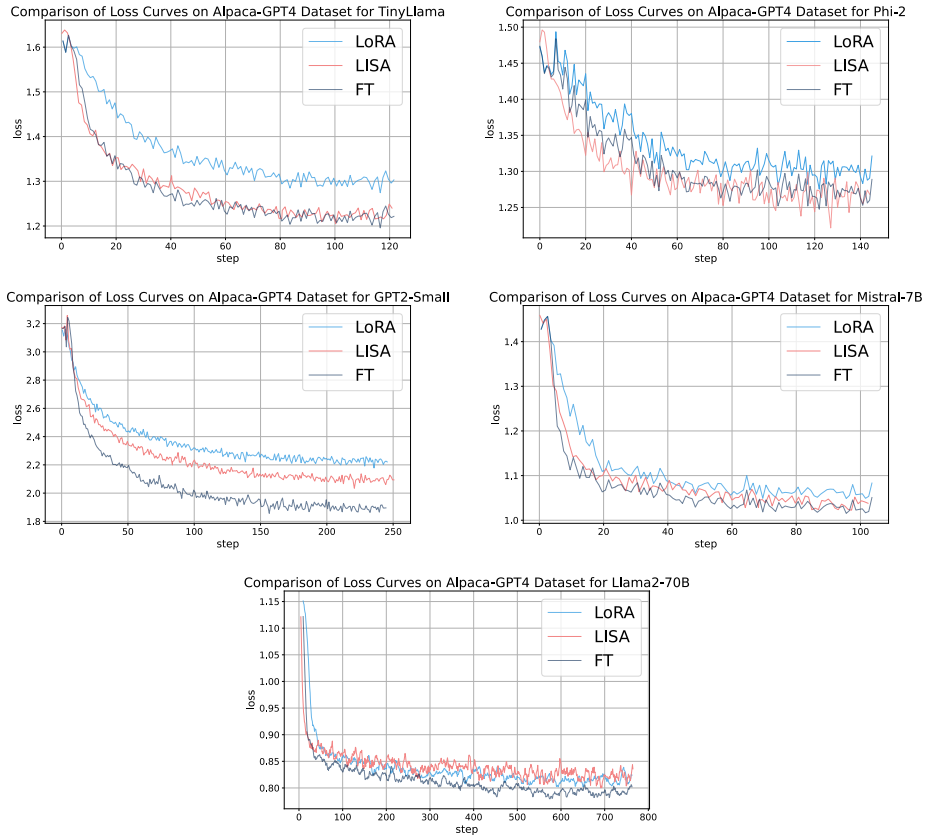 Comparison of Loss Curves on Alpaca-GPT4 Dataset for TinyLlama
loss
1.6
1.5
1.4
1.3
1.2
LoRA
LISA
FT
0
20
40
60
80
100
120
step
Comparison of Loss Curves on Alpaca-GPT4 Dataset for Phi-2
loss
1.50
1.45
1.40
1.35
1.30
1.25
LoRA
LISA
FT
0
20
40
60
80
100
120
140
step
Comparison of Loss Curves on Alpaca-GPT4 Dataset for GPT2-Small
loss
3.2
3.0
2.8
2.6
2.4
2.2
2.0
1.8
LoRA
LISA
FT
0
50
100
150
200
250
step
Comparison of Loss Curves on Alpaca-GPT4 Dataset for Mistral-7B
loss
1.4
1.3
1.2
1.1
1.0
LoRA
LISA
FT
0
20
40
60
80
100
step
Comparison of Loss Curves on Alpaca-GPT4 Dataset for Llama2-70B
loss
1.15
1.10
1.05
1.00
0.95
0.90
0.85
0.80
LoRA
LISA
FT
0
100
200
300
400
500
600
700
800
step